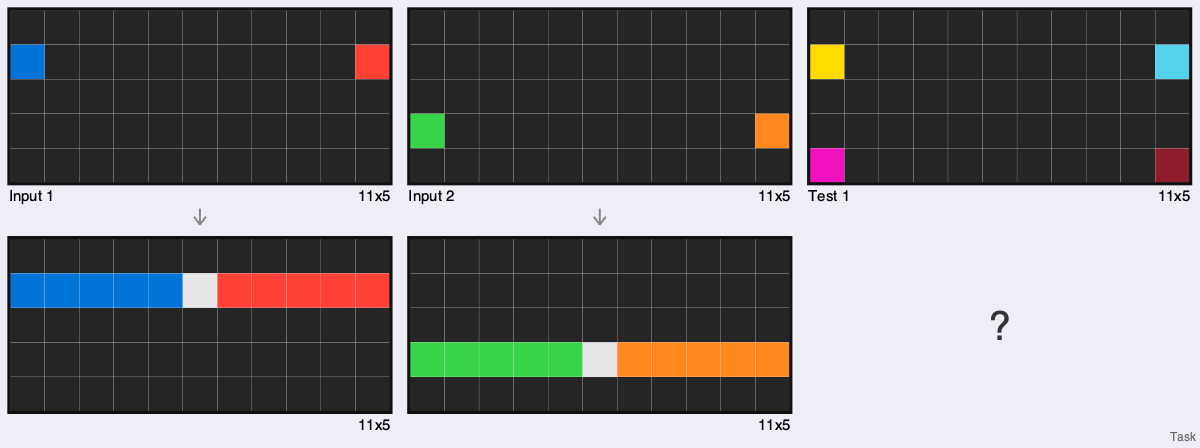 Input 1 11x5
Input 2 11x5
Test 1 11x5
↓
↓
11x5
11x5
?
Task